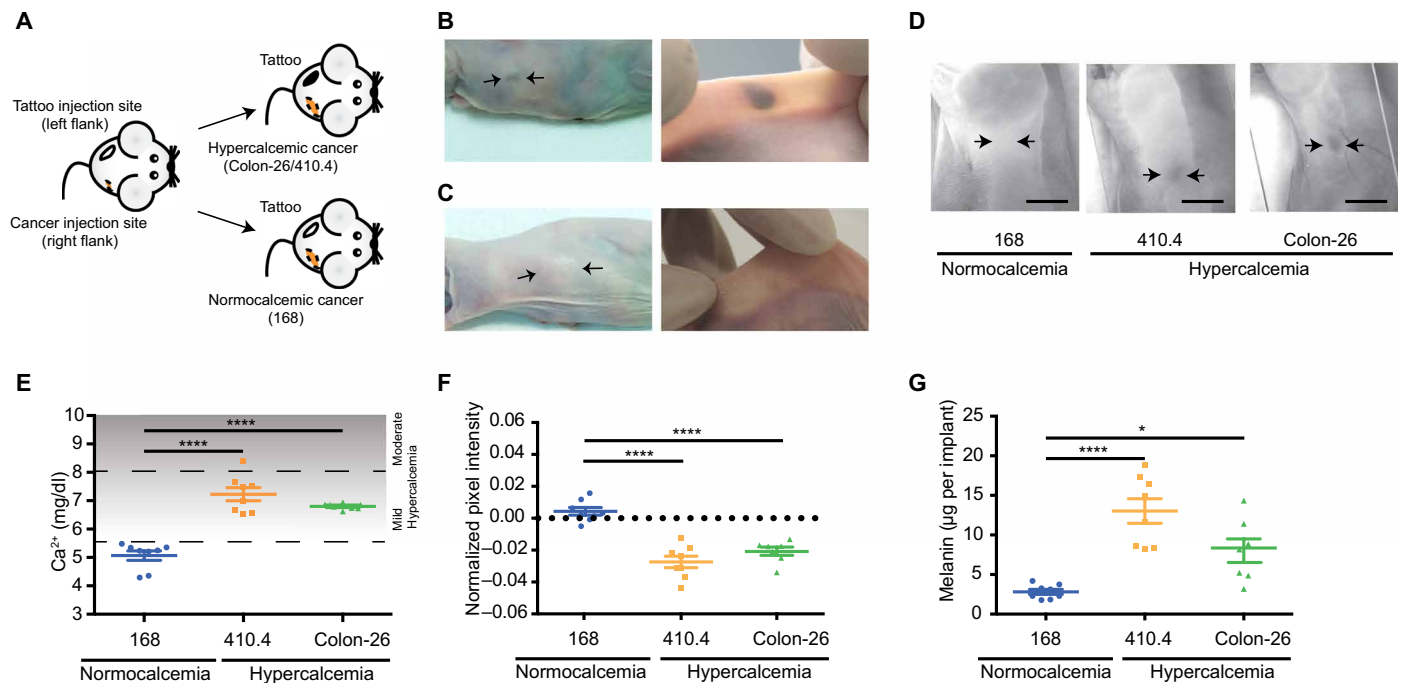 A
Tattoo injection site
(left flank)
Cancer injection site
(right flank)
Tattoo
Hypercalcemic cancer
(Colon-26/410.4)
Tattoo
Normocalcemic cancer
(168)
B
C
D
168
410.4
Colon-26
Normocalcemia
Hypercalcemia
E
Ca2+ (mg/dl)
10
9
8
7
6
5
4
3
****
****
Moderate
Mild
Hypercalcemia
168
410.4
Colon-26
Normocalcemia
Hypercalcemia
F
Normalized pixel intensity
0.06
0.04
0.02
0.00
–0.02
–0.04
–0.06
****
****
168
410.4
Colon-26
Normocalcemia
Hypercalcemia
G
Melanin (µg per implant)
25
20
15
10
5
0
*
****
168
410.4
Colon-26
Normocalcemia
Hypercalcemia